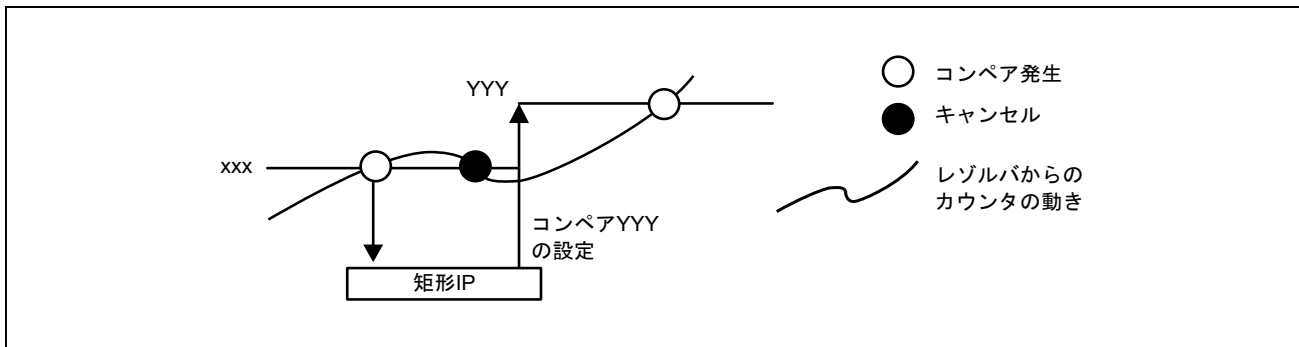 YYY
コンペア発生
キャンセル
xxx
レゾルバからの
カウンタの動き
コンペアYYY
の設定
矩形IP